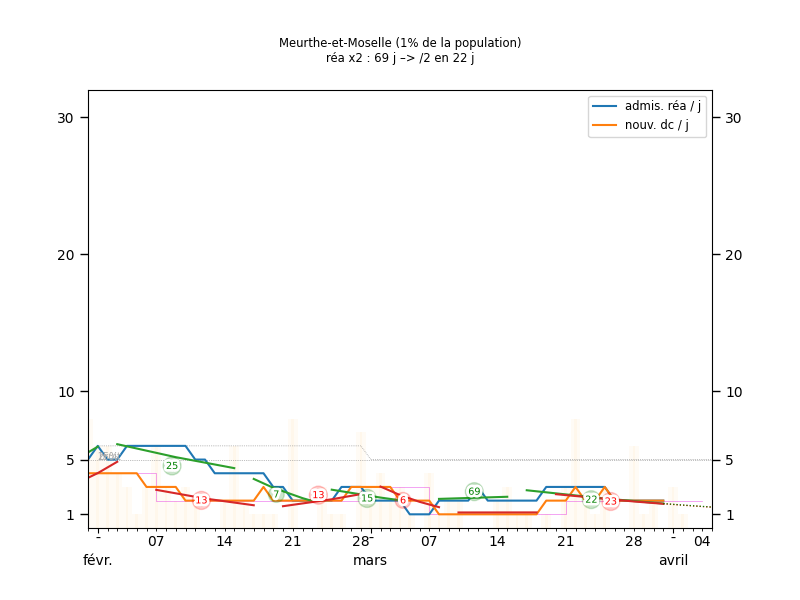 Meurthe-et-Moselle (1% de la population)
réa x2 : 69 j –> /2 en 22 j
admis. réa / j
nouv. dc / j
30 30
20 20
10 10
5 5
1 1
25
13
7
13
15
6
69
22
23
- 07 14 21 28 - 07 14 21 28 - 04
févr. mars avril